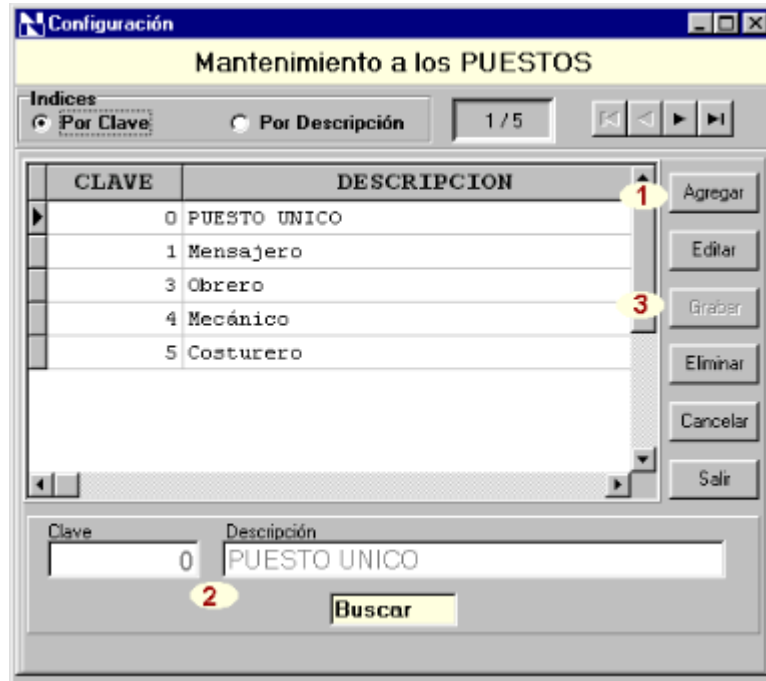 Configuración
Mantenimiento a los PUESTOS
Indices
Por Clave Por Descripción 1 / 5
CLAVE DESCRIPCION
0 PUESTO UNICO
1 Mensajero
3 Obrero
4 Mecánico
5 Costurero
1 Agregar
Editar
3 Grabar
Eliminar
Cancelar
Salir
Clave Descripción
0 PUESTO UNICO
2
Buscar